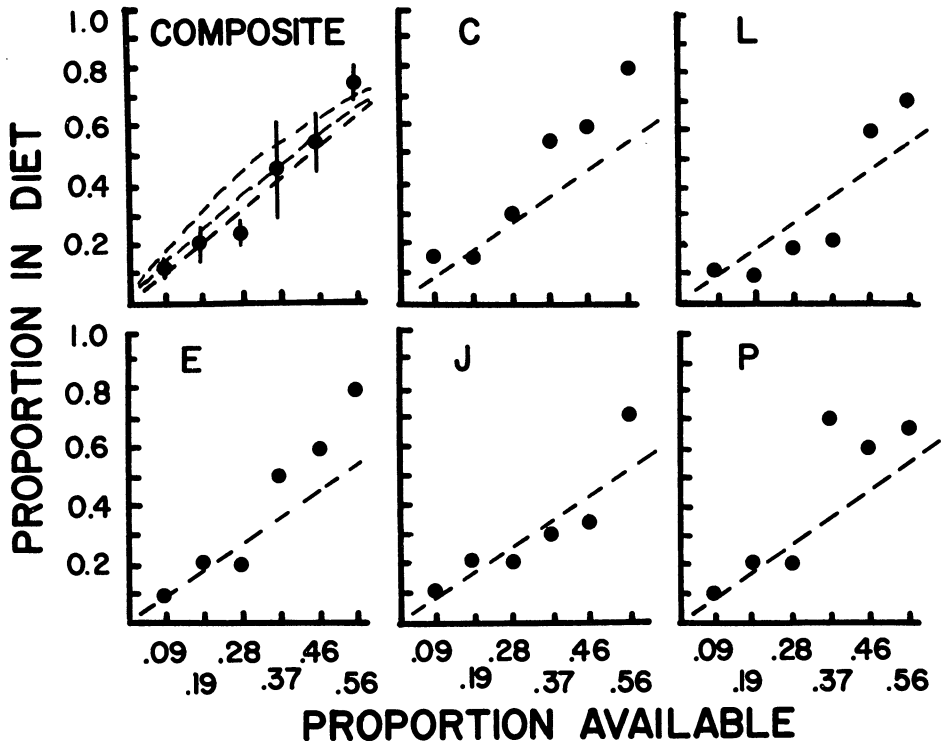 PROPORTION IN DIET
1.0
0.8
0.6
0.4
0.2
COMPOSITE
C
L
1.0
0.8
0.6
0.4
0.2
E
J
P
.09 .28 .46
.19 .37 .56
.09 .28 .46
.19 .37 .56
.09 .28 .46
.19 .37 .56
PROPORTION AVAILABLE